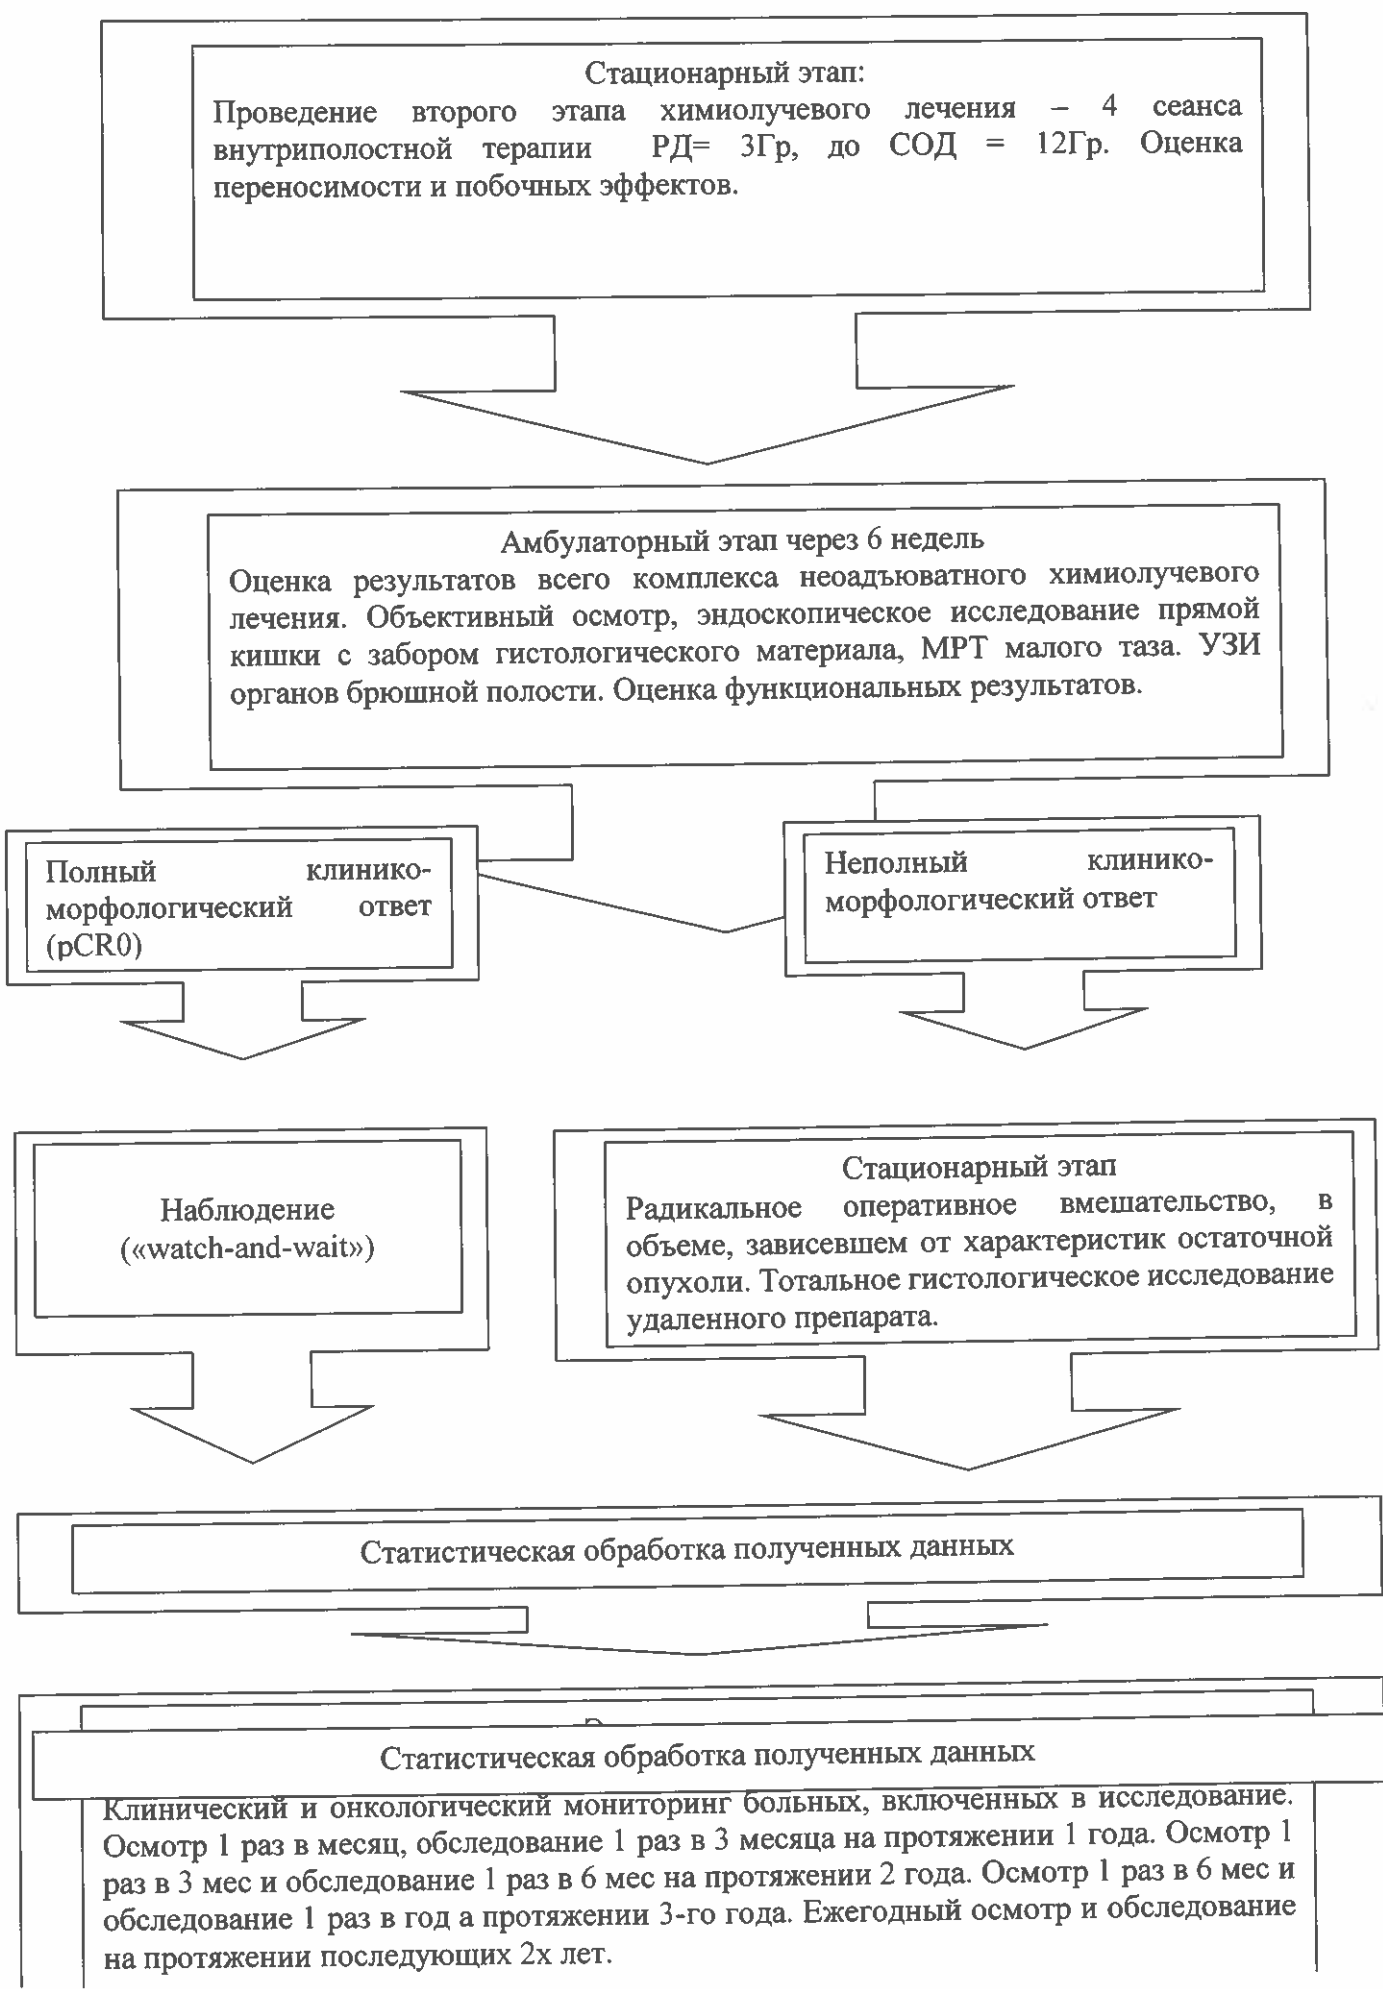 Стационарный этап:
Проведение второго этапа химиолучевого лечения – 4 сеанса
внутриполостной терапии РД= 3Гр, до СОД = 12Гр. Оценка
переносимости и побочных эффектов.
Амбулаторный этап через 6 недель
Оценка результатов всего комплекса неоадъюватного химиолучевого
лечения. Объективный осмотр, эндоскопическое исследование прямой
кишки с забором гистологического материала, МРТ малого таза. УЗИ
органов брюшной полости. Оценка функциональных результатов.
Полный клинико-
морфологический ответ
(pCR0)
Неполный клинико-
морфологический ответ
Наблюдение
(«watch-and-wait»)
Стационарный этап
Радикальное оперативное вмешательство, в
объеме, зависевшем от характеристик остаточной
опухоли. Тотальное гистологическое исследование
удаленного препарата.
Статистическая обработка полученных данных
Статистическая обработка полученных данных
Клинический и онкологический мониторинг больных, включенных в исследование.
Осмотр 1 раз в месяц, обследование 1 раз в 3 месяца на протяжении 1 года. Осмотр 1
раз в 3 мес и обследование 1 раз в 6 мес на протяжении 2 года. Осмотр 1 раз в 6 мес и
обследование 1 раз в год а протяжении 3-го года. Ежегодный осмотр и обследование
на протяжении последующих 2х лет.